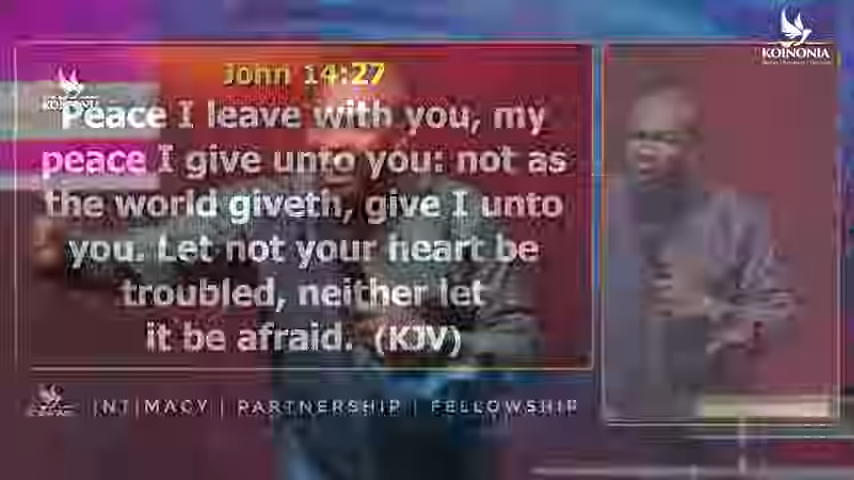 KOINONIA
John 14:27
KOINONIA
Peace I leave with you, my
peace I give unto you: not as
the world giveth, give I unto
you. Let not your heart be
troubled, neither let
it be afraid. (KJV)
INTIMACY | PARTNERSHIP | FELLOWSHIP